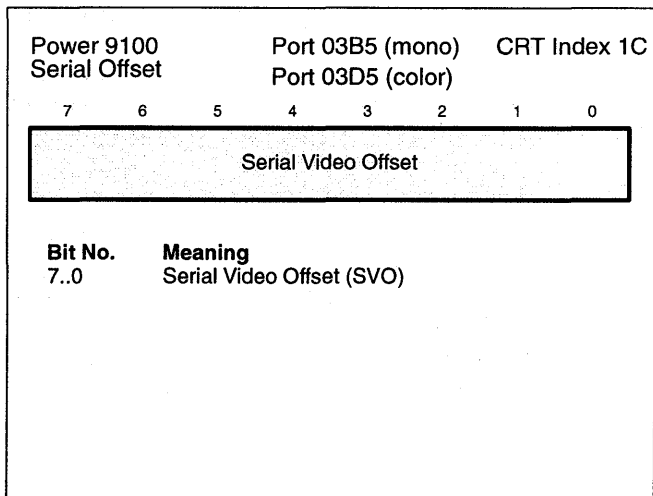 Power 9100 Port 03B5 (mono) CRT Index 1C
Serial Offset Port 03D5 (color)
7 6 5 4 3 2 1 0
Serial Video Offset
Bit No. Meaning
7..0 Serial Video Offset (SVO)